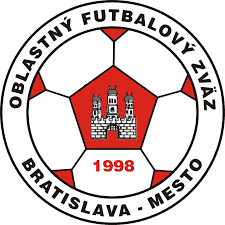 OBLASTNÝ FUTBALOVÝ ZVÄZ
1998
BRATISLAVA - MESTO